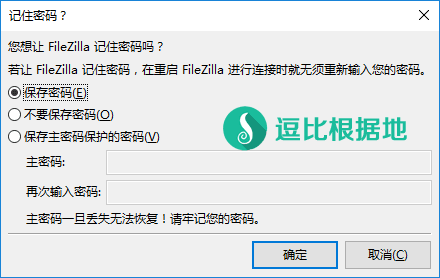 记住密码？
您想让 FileZilla 记住密码吗？
若让 FileZilla 记住密码，在重启 FileZilla 进行连接时就无须重新输入您的密码。
保存密码(E)
不要保存密码(O)
保存主密码保护的密码(V)
逗比根据地
主密码:
再次输入密码:
主密码一旦丢失无法恢复！请牢记您的密码。
确定
取消(C)